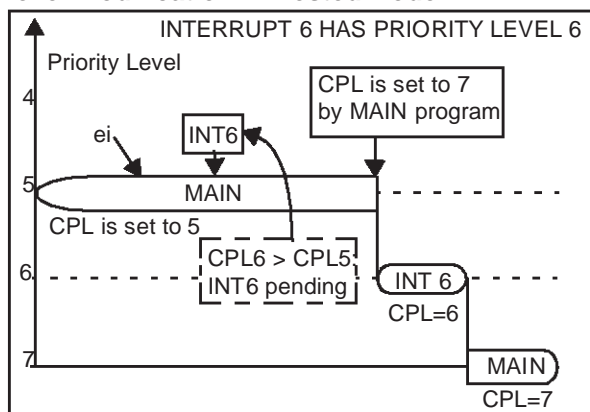 INTERRUPT 6 HAS PRIORITY LEVEL 6
Priority Level
CPL is set to 7
by MAIN program
4
ei
INT6
5
MAIN
CPL is set to 5
CPL6 > CPL5
INT6 pending
6
INT 6
CPL=6
7
MAIN
CPL=7